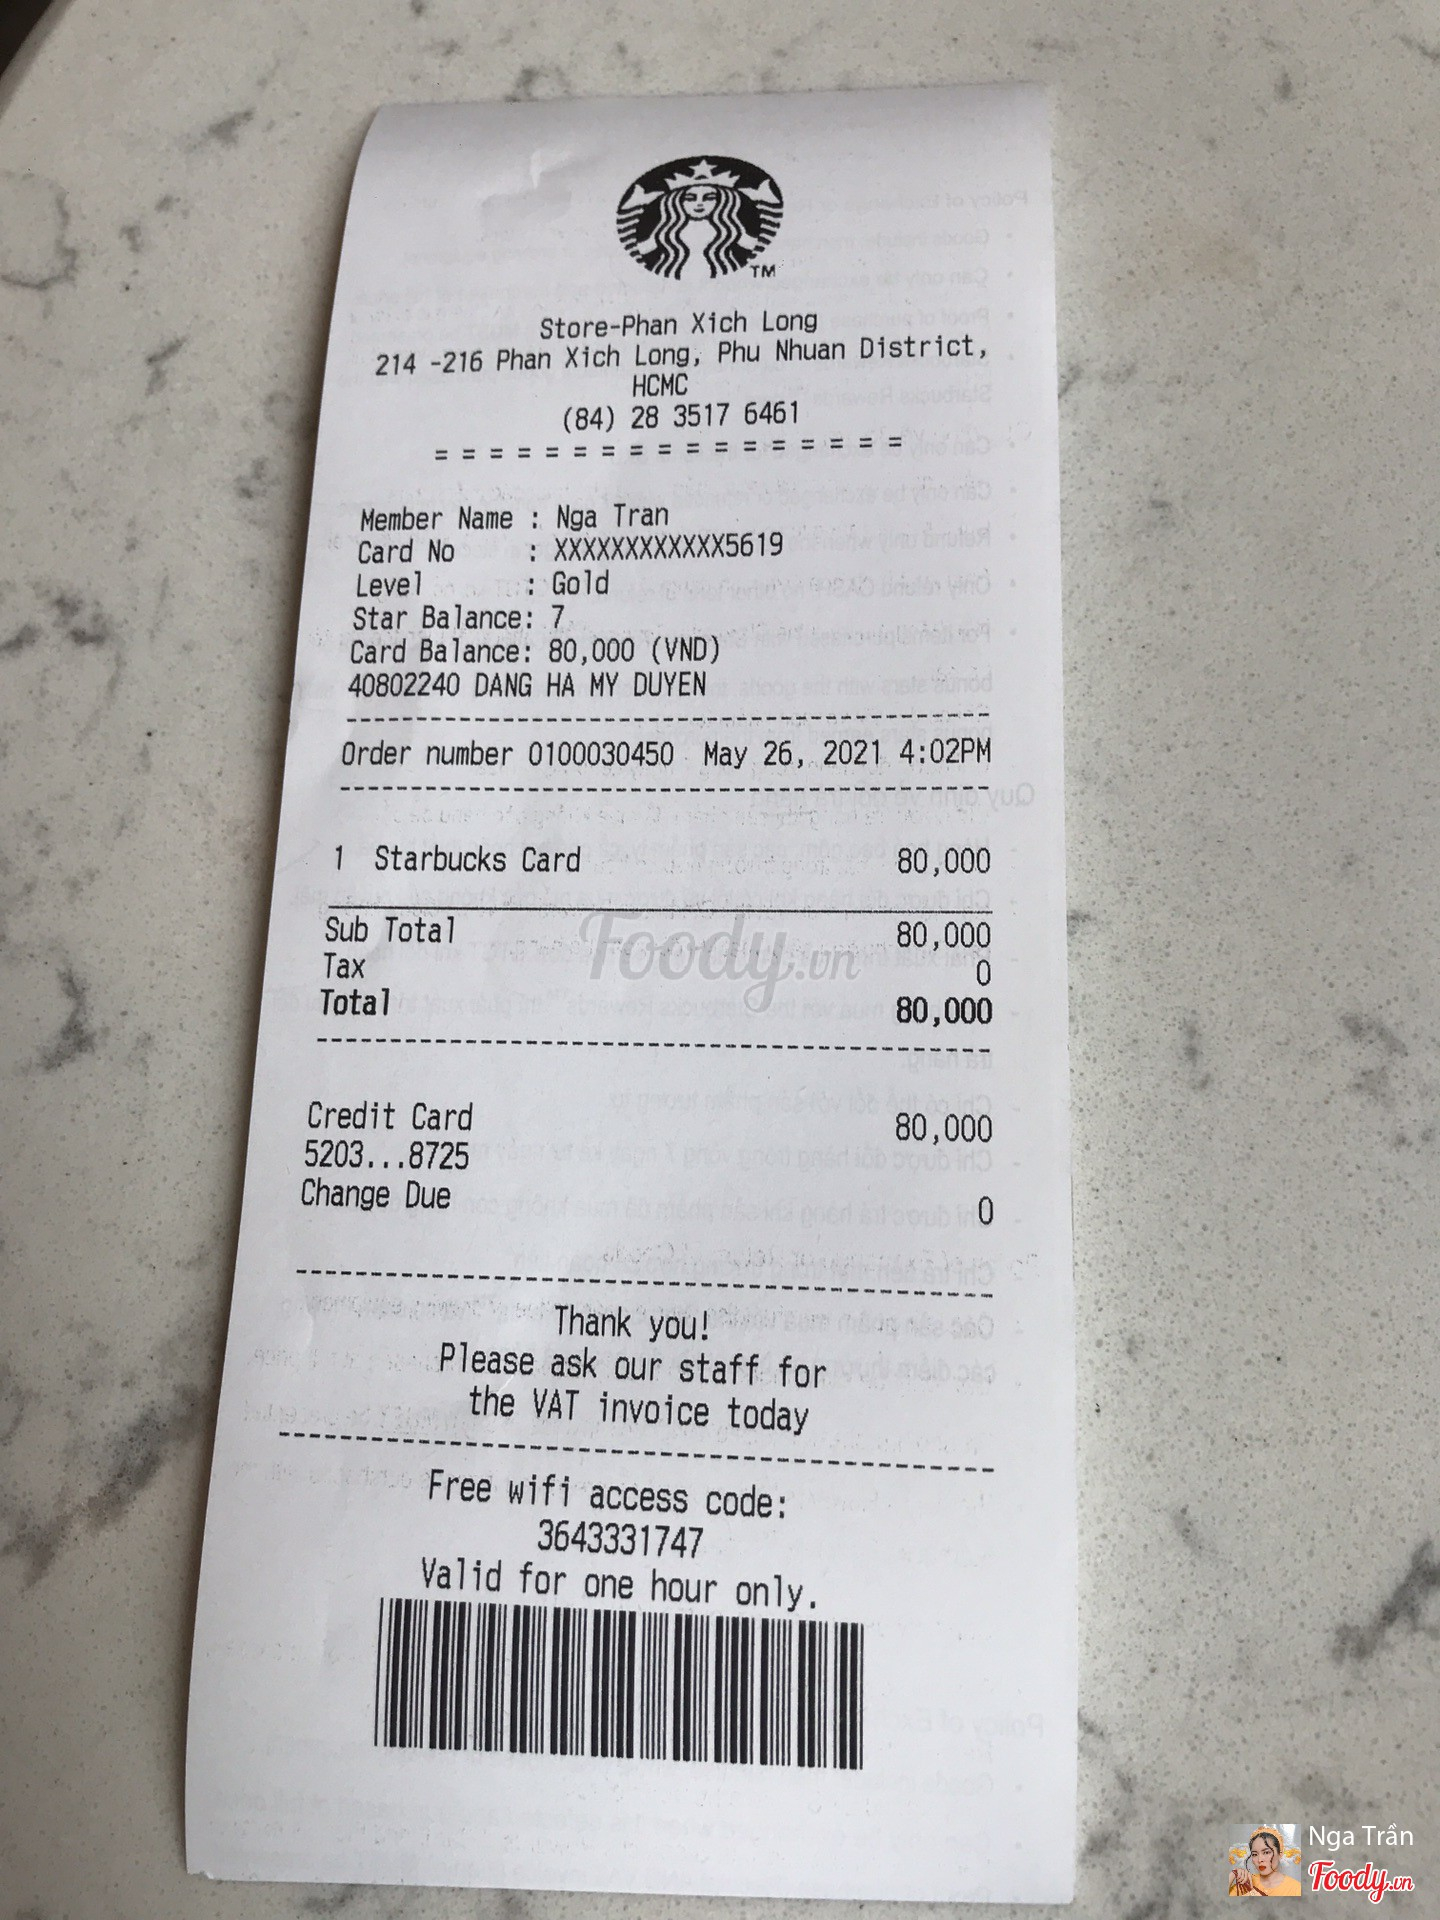 TM
Store-Phan Xich Long
214 -216 Phan Xich Long, Phu Nhuan District,
HCMC
(84) 28 3517 6461
= = = = = = = = = = = = = = = = =
Member Name : Nga Tran
Card No : XXXXXXXXXXXX5619
Level : Gold
Star Balance: 7
Card Balance: 80,000 (VND)
40802240 DANG HA MY DUYEN
Order number 0100030450 May 26, 2021 4:02PM
1 Starbucks Card 80,000
Sub Total 80,000
Tax 0
Total 80,000
Foody.vn
Credit Card 80,000
5203...8725
Change Due 0
Thank you!
Please ask our staff for
the VAT invoice today
Free wifi access code:
3643331747
Valid for one hour only.
Nga Trần
Foody.vn